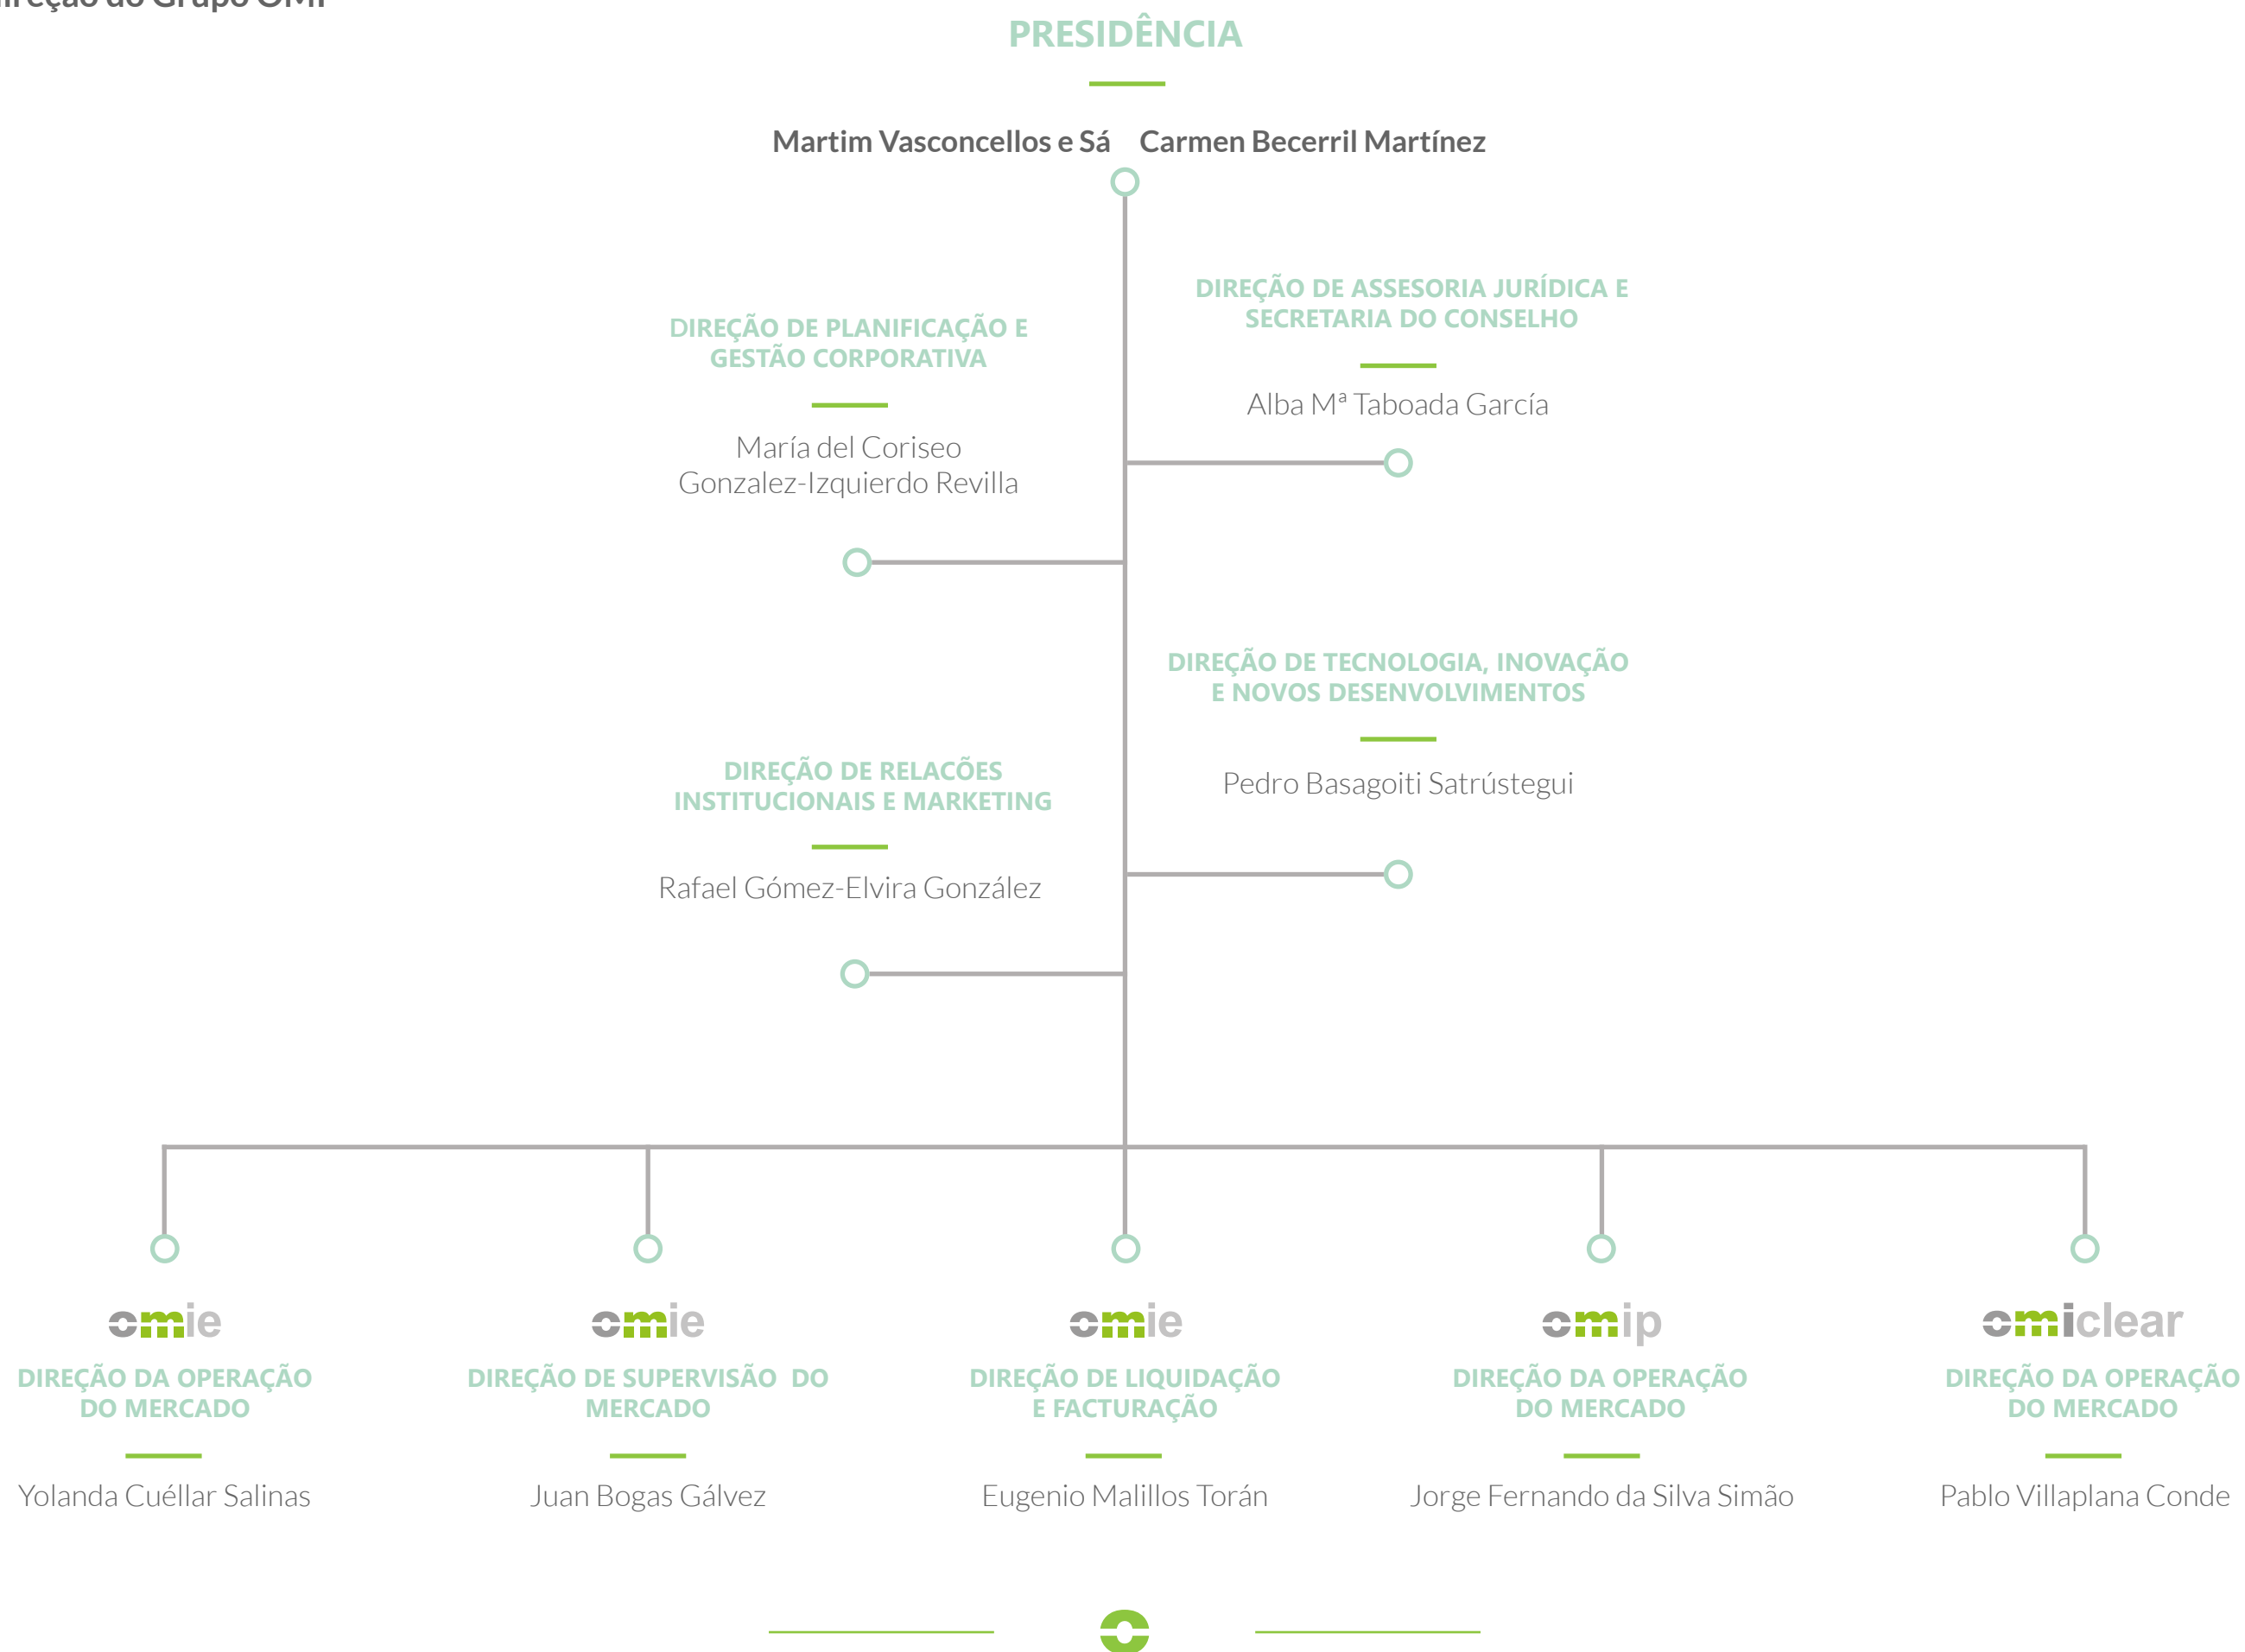 do Grupo OMI
PRESIDÊNCIA
Martim Vasconcellos e Sá Carmen Becerril Martínez
DIREÇÃO DE ASSESORIA JURÍDICA E
SECRETARIA DO CONSELHO
Alba Mª Taboada García
DIREÇÃO DE PLANIFICAÇÃO E
GESTÃO CORPORATIVA
María del Coriseo
Gonzalez-Izquierdo Revilla
DIREÇÃO DE TECNOLOGIA, INOVAÇÃO
E NOVOS DESENVOLVIMENTOS
Pedro Basagoiti Satrústegui
DIREÇÃO DE RELACÕES
INSTITUCIONAIS E MARKETING
Rafael Gómez-Elvira González
omie
DIREÇÃO DA OPERAÇÃO
DO MERCADO
Yolanda Cuéllar Salinas
omie
DIREÇÃO DE SUPERVISÃO DO
MERCADO
Juan Bogas Gálvez
omie
DIREÇÃO DE LIQUIDAÇÃO
E FACTURAÇÃO
Eugenio Malillos Torán
omip
DIREÇÃO DA OPERAÇÃO
DO MERCADO
Jorge Fernando da Silva Simão
omiclear
DIREÇÃO DA OPERAÇÃO
DO MERCADO
Pablo Villaplana Conde